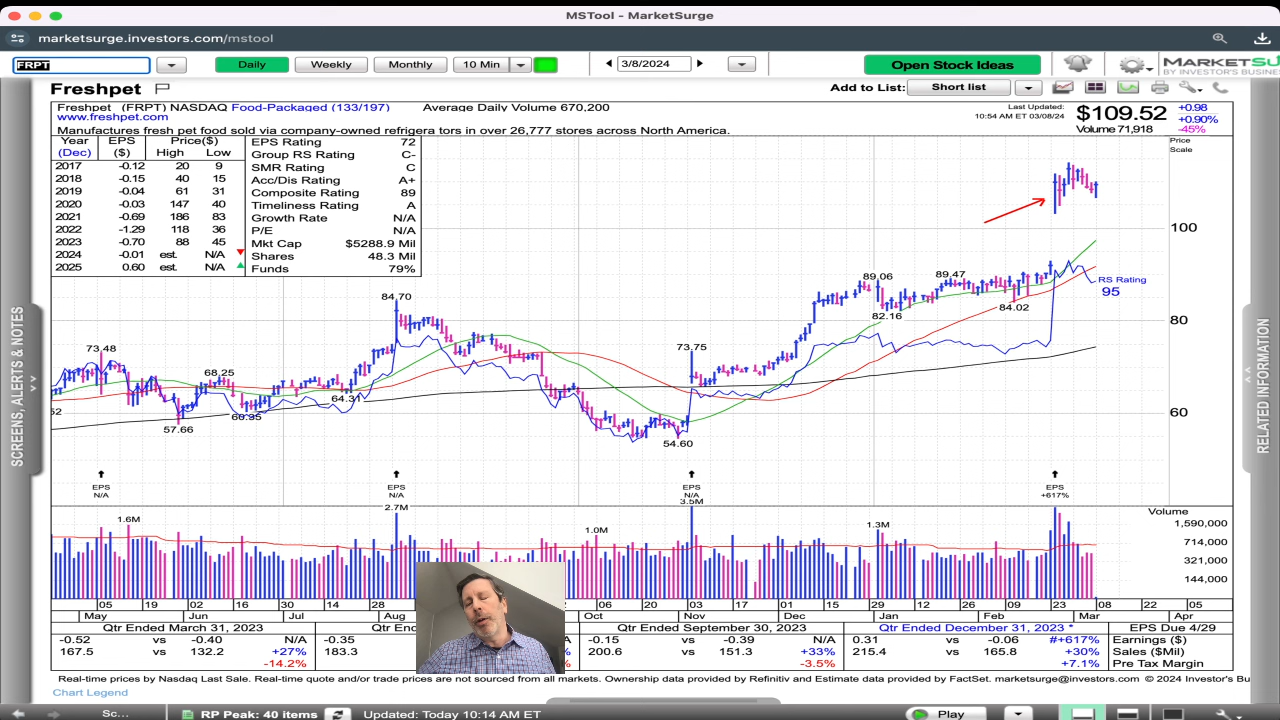 MSTool - MarketSurge
marketsurge.investors.com/mstool
FRPT Daily Weekly Monthly 10 Min 3/8/2024 Open Stock Ideas MARKETSU
BY INVESTOR'S BUSINE
Freshpet Add to List: Short list
Freshpet (FRPT) NASDAQ Food-Packaged (133/197) Average Daily Volume 670,200
www.freshpet.com
Manufactures fresh pet food sold via company-owned refrigera tors in over 26,777 stores across North America.
Last Updated:
10:54 AM ET 03/08/24
$109.52 +0.98
+0.90%
Volume 71,918 -45%
Year EPS Price($)
(Dec) ($) High Low
2017 -0.12 20 9
2018 -0.15 40 15
2019 -0.04 61 31
2020 -0.03 147 40
2021 -0.69 186 83
2022 -1.29 118 36
2023 -0.70 88 45
2024 -0.01 est. N/A
2025 0.60 est. N/A
EPS Rating 72
Group RS Rating C-
SMR Rating C
Acc/Dis Rating A+
Composite Rating 89
Timeliness Rating A
Growth Rate N/A
P/E N/A
Mkt Cap $5288.9 Mil
Shares 48.3 Mil
Funds 79%
Price
Scale
100
80
60
RS Rating
95
73.48
68.25
84.70
64.31
60.35
57.66
52
73.75
54.60
89.06
82.16
89.47
84.02
EPS
N/A
EPS
N/A
EPS
N/A
EPS
+617%
1.6M
2.7M
1.0M
3.5M
1.3M
Volume
1,590,000
714,000
321,000
144,000
05 19 02 16 30 14 28 06 20 03 17 01 15 29 12 26 09 23 08 22 05
May Jun Jul Aug Oct Nov Dec Jan Feb Mar Apr
Qtr Ended March 31, 2023
-0.52 vs -0.40 N/A
167.5 vs 132.2 +27%
-14.2%
Qtr En
-0.35
183.3
Qtr Ended September 30, 2023
-0.15 vs -0.39 N/A
200.6 vs 151.3 +33%
-3.5%
Qtr Ended December 31, 2023 *
0.31 vs -0.06 #+617%
215.4 vs 165.8 +30%
+7.1%
EPS Due 4/29
Earnings ($)
Sales ($Mil)
Pre Tax Margin
Real-time prices by Nasdaq Last Sale. Real-time quote and/or trade prices are not sourced from all markets. Ownership data provided by Refinitiv and Estimate data provided by FactSet. marketsurge@investors.com © 2024 Investor's Bu
Chart Legend
SCREENS, ALERTS & NOTES
RELATED INFORMATION
Sc... RP Peak: 40 items Updated: Today 10:14 AM ET Play